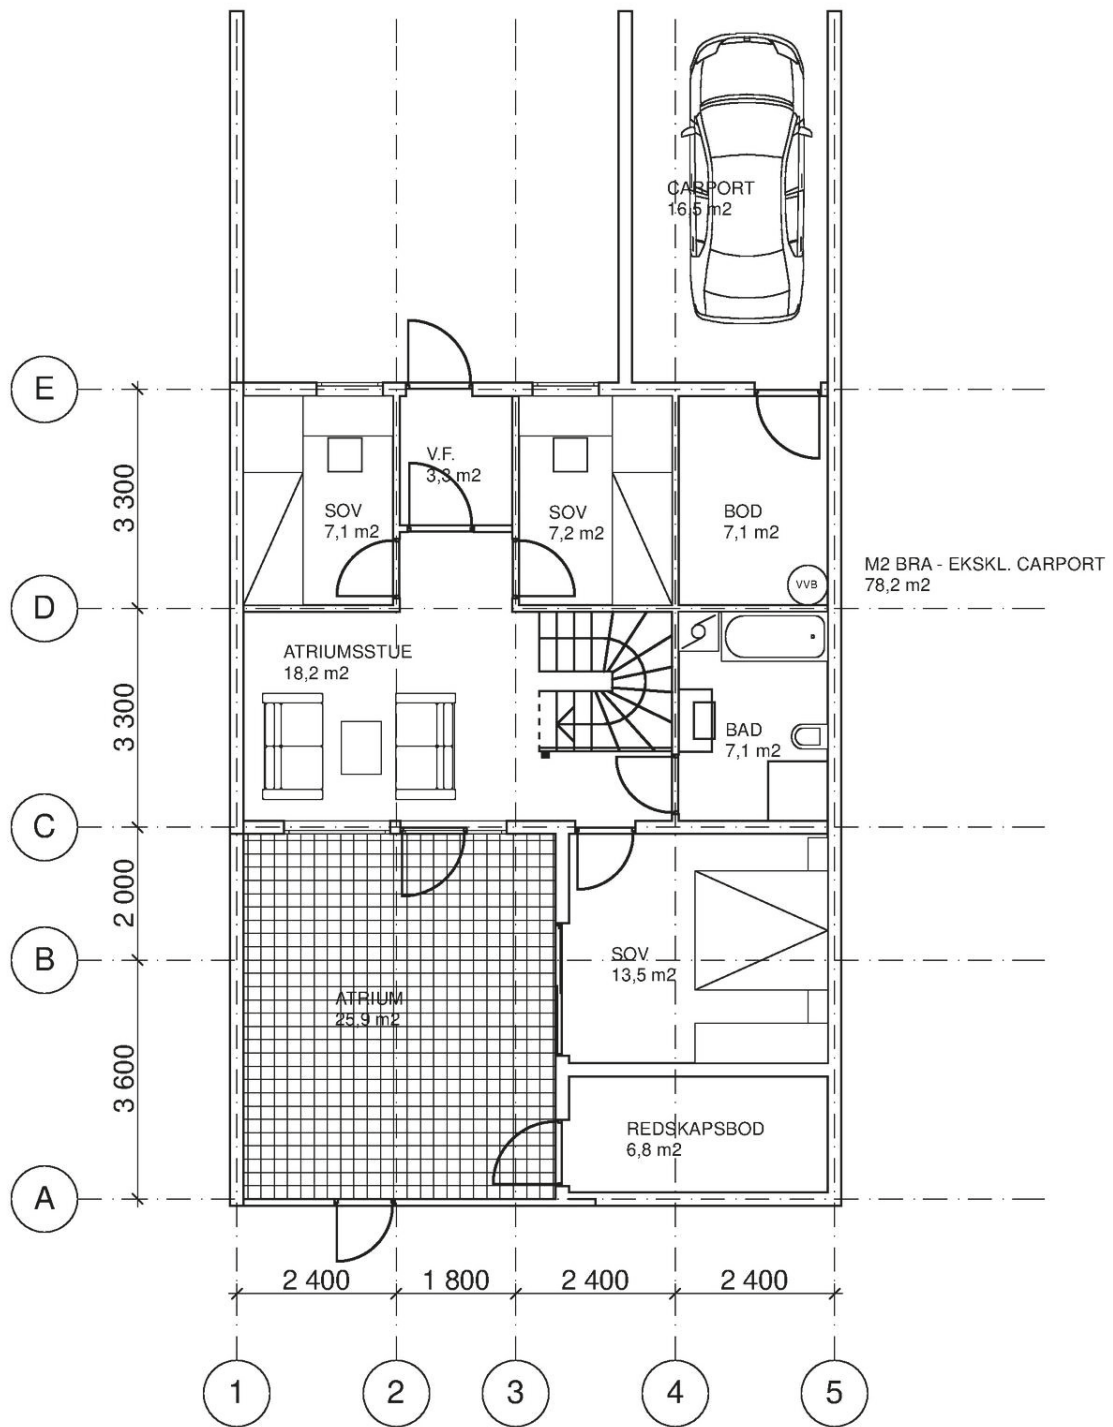 CARPORT
16,5 m2
E
V.F.
3,3 m2
SOV
7,1 m2
SOV
7,2 m2
BOD
7,1 m2
3 300
VVB
M2 BRA - EKSKL. CARPORT
78,2 m2
D
ATRIUMSSTUE
18,2 m2
3 300
BAD
7,1 m2
C
2 000
B
SOV
13,5 m2
ATRIUM
25,9 m2
3 600
REDSKAPSBOD
6,8 m2
A
2 400 1 800 2 400 2 400
1 2 3 4 5